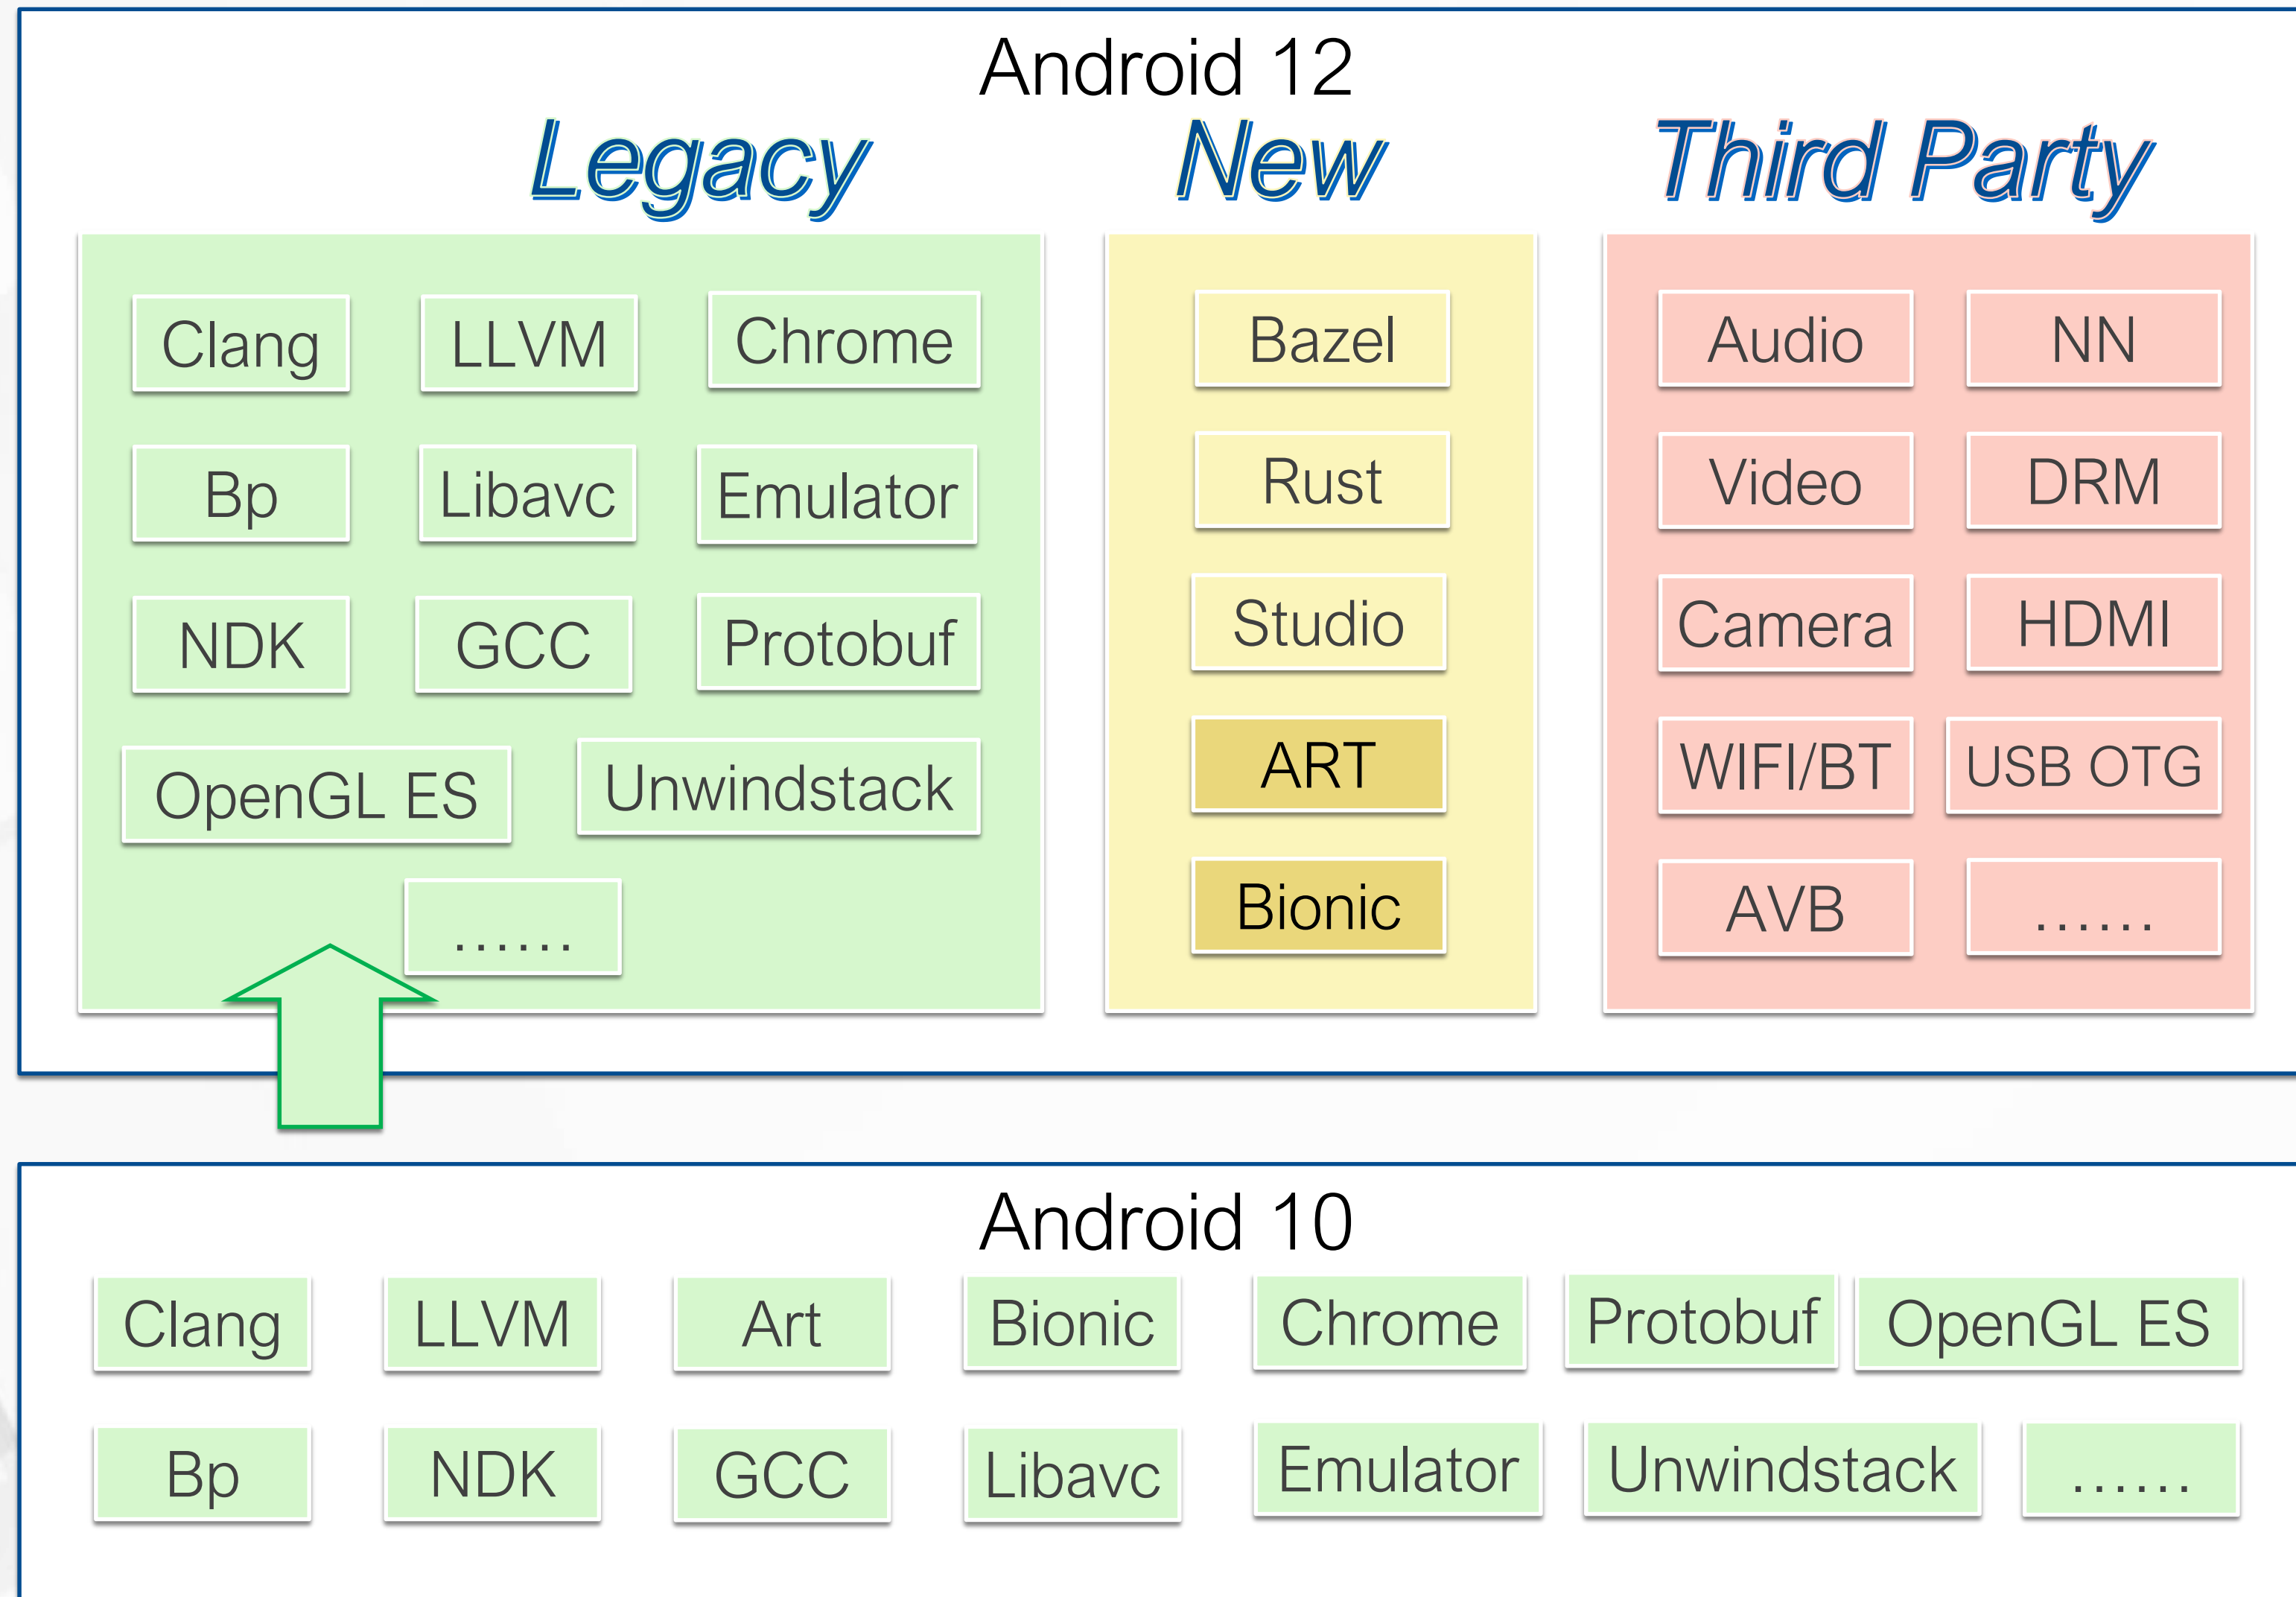 Android 12
Legacy
New
Third Party
Clang
LLVM
Chrome
Bp
Libavc
Emulator
NDK
GCC
Protobuf
OpenGL ES
Unwindstack
......
Bazel
Rust
Studio
ART
Bionic
Audio
NN
Video
DRM
Camera
HDMI
WIFI/BT
USB OTG
AVB
......
Android 10
Clang
LLVM
Art
Bionic
Chrome
Protobuf
OpenGL ES
Bp
NDK
GCC
Libavc
Emulator
Unwindstack
......